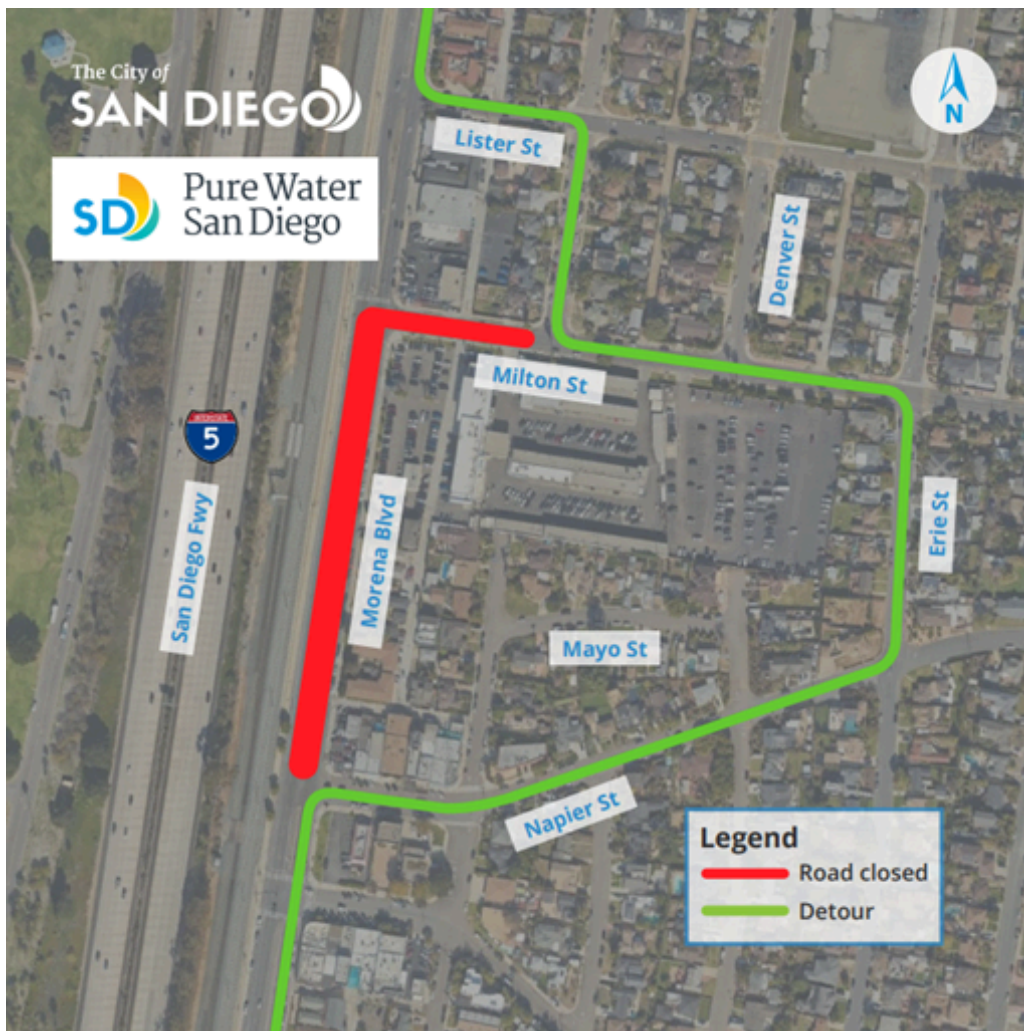 The City of
SAN DIEGO
SD
Pure Water
San Diego
N
Lister St
Denver St
Milton St
INTERSTATE
5
San Diego Fwy
Morena Blvd
Erie St
Mayo St
Napier St
Legend
Road closed
Detour